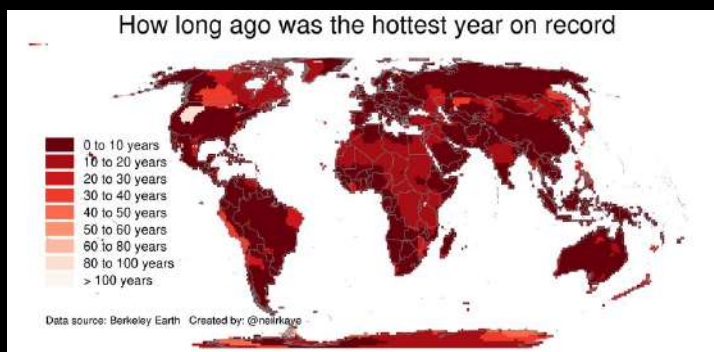 How long ago was the hottest year on record
0 to 10 years
10 to 20 years
20 to 30 years
30 to 40 years
40 to 50 years
50 to 60 years
60 to 80 years
80 to 100 years
> 100 years
Data source: Berkeley Earth Created by: @neilrkaye